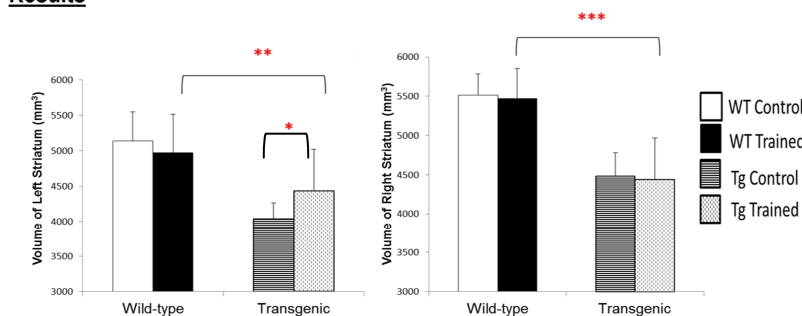 Results
***
**
*
6000
5500
5000
4500
4000
3500
3000
Volume of Left Striatum (mm³)
Wild-type
Transgenic
6000
5500
5000
4500
4000
3500
3000
Volume of Right Striatum (mm³)
Wild-type
Transgenic
WT Control
WT Trained
Tg Control
Tg Trained